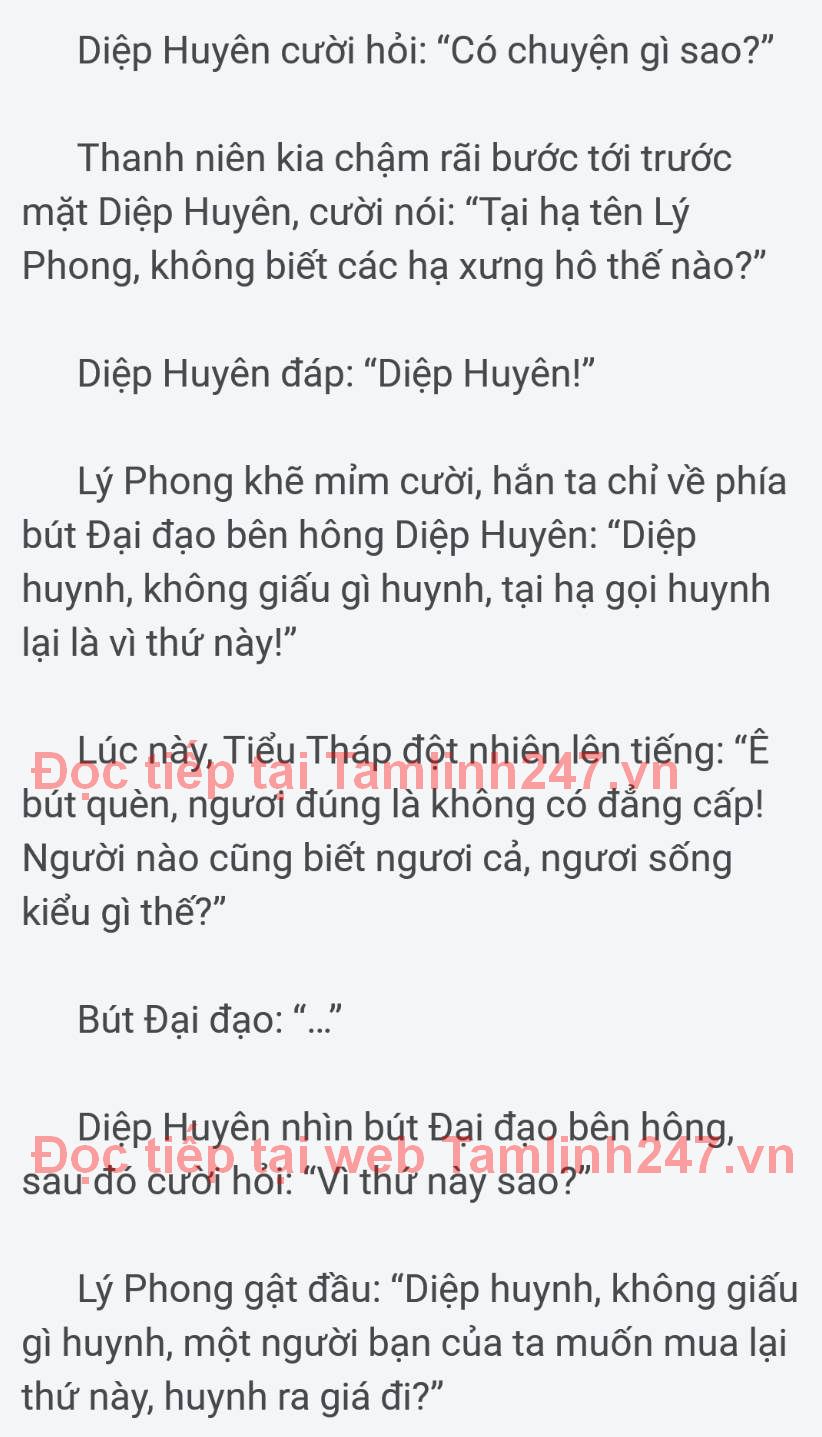 Diệp Huyên cười hỏi: “Có chuyện gì sao?”
Thanh niên kia chậm rãi bước tới trước
mặt Diệp Huyên, cười nói: “Tại hạ tên Lý
Phong, không biết các hạ xưng hô thế nào?”
Diệp Huyên đáp: “Diệp Huyên!”
Lý Phong khẽ mỉm cười, hắn ta chỉ về phía
bút Đại đạo bên hông Diệp Huyên: “Diệp
huynh, không giấu gì huynh, tại hạ gọi huynh
lại là vì thứ này!”
Lúc này, Tiểu Tháp đột nhiên lên tiếng: “Ê
Đọc tiếp tại Tamlinh247.vn
bút quèn, ngươi đúng là không có đẳng cấp!
Người nào cũng biết ngươi cả, ngươi sống
kiểu gì thế?”
Bút Đại đạo: “...”
Diệp Huyên nhìn bút Đại đạo bên hông,
Đọc tiếp tại web Tamlinh247.vn
sau đó cười hỏi: “Vì thứ này sao?”
Lý Phong gật đầu: “Diệp huynh, không giấu
gì huynh, một người bạn của ta muốn mua lại
thứ này, huynh ra giá đi?”